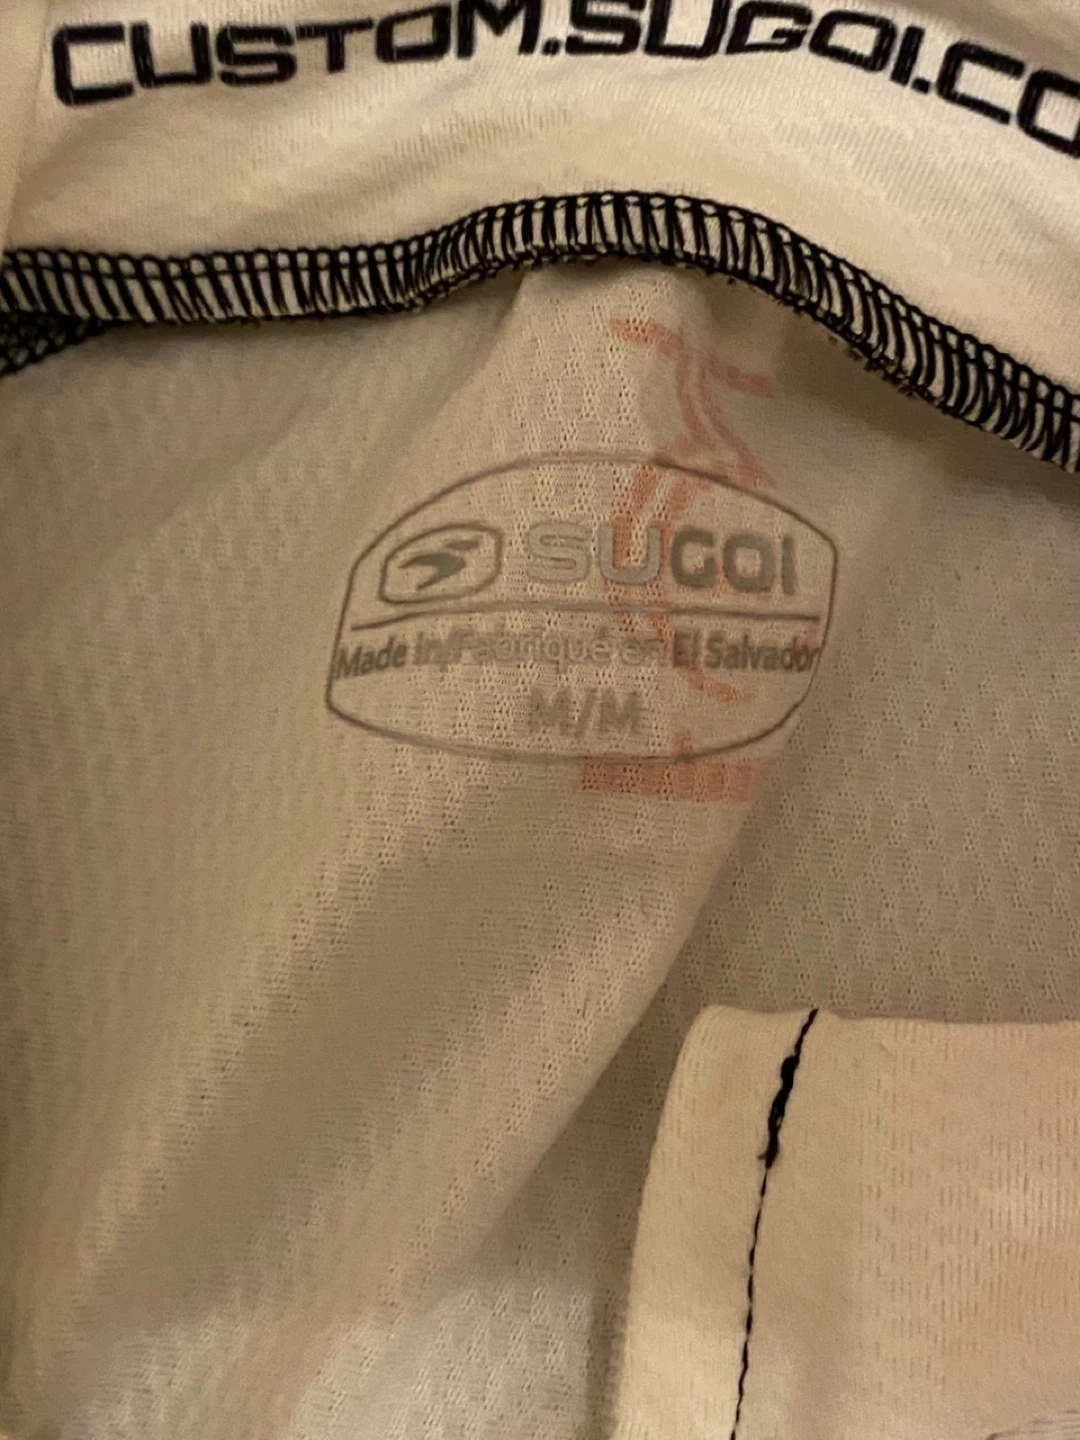 CUSTOM.SUGOI.CO
SUGOI
Made in/Fabriqué en El Salvador
M/M